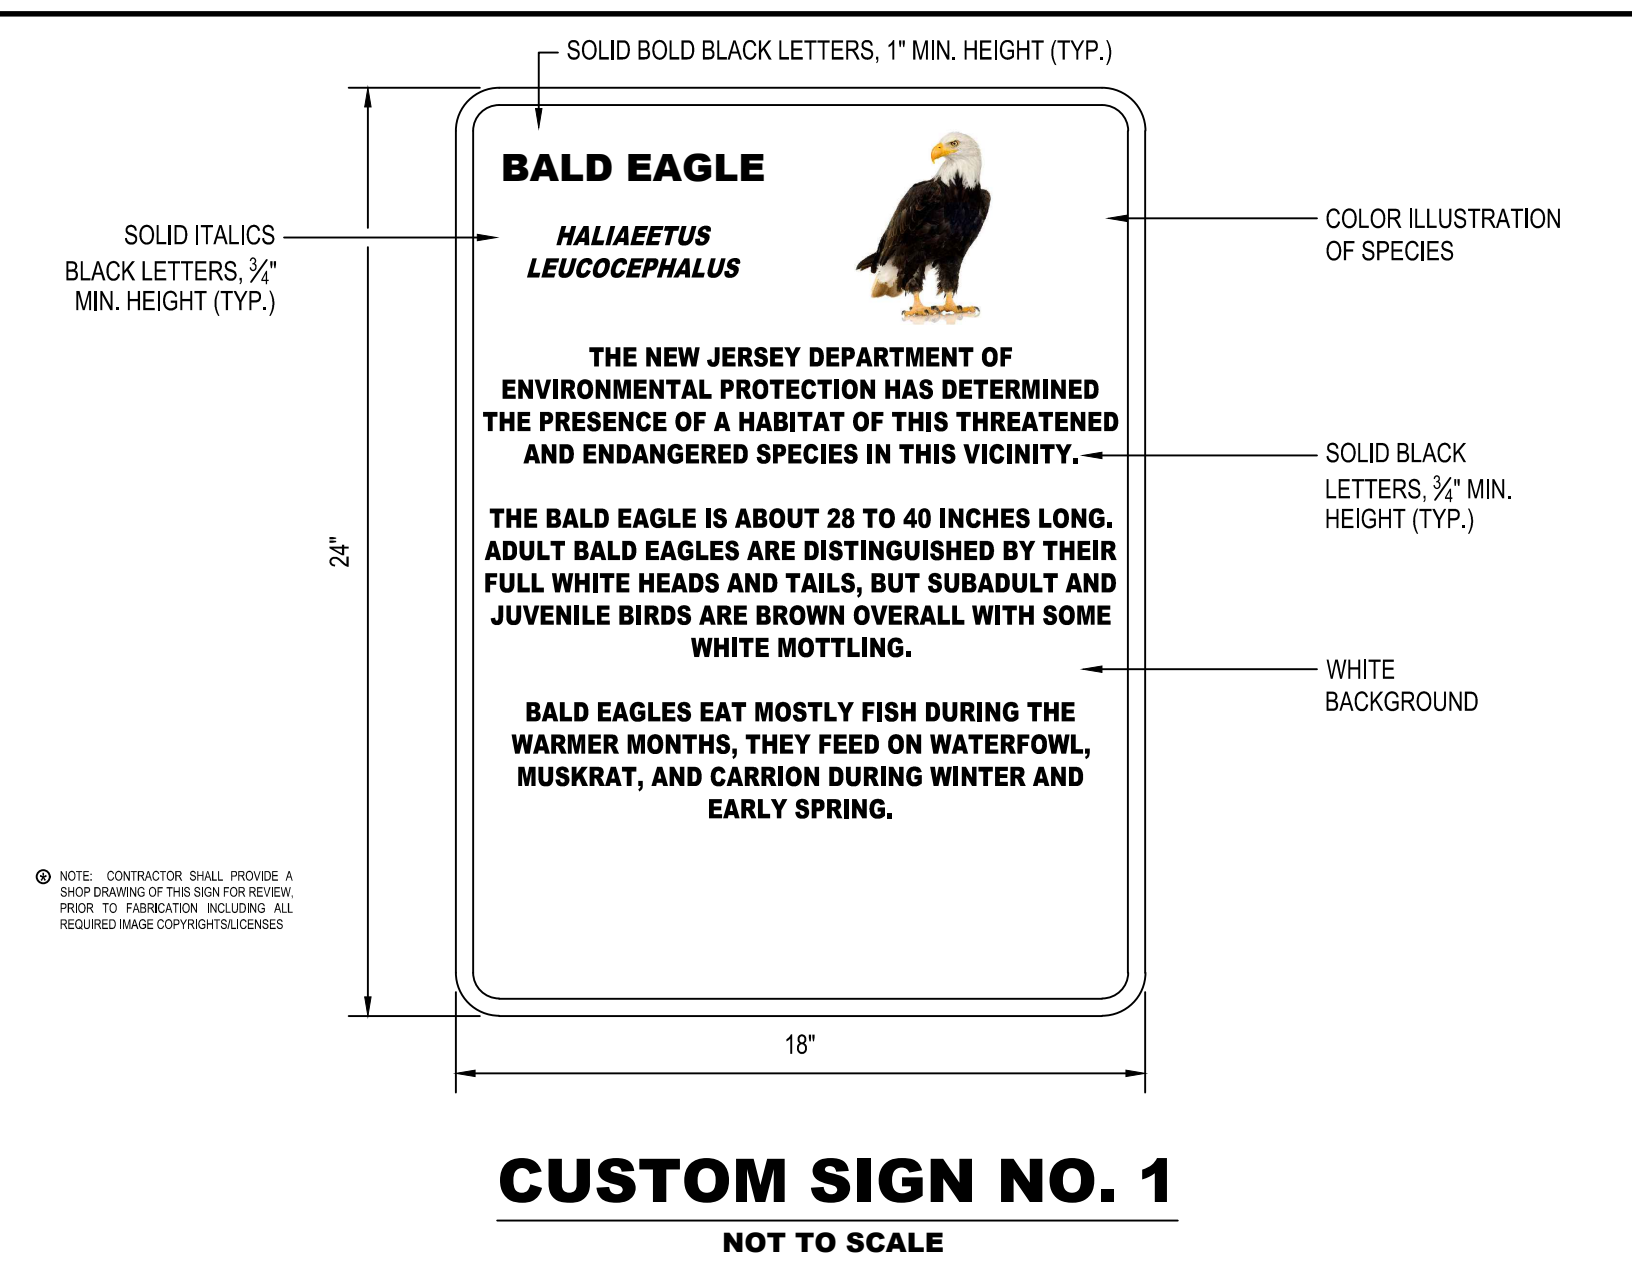 SOLID BOLD BLACK LETTERS, 1" MIN. HEIGHT (TYP.)
BALD EAGLE
SOLID ITALICS
BLACK LETTERS, 3/4"
MIN. HEIGHT (TYP.)
HALIAEETUS
LEUCOCEPHALUS
COLOR ILLUSTRATION
OF SPECIES
THE NEW JERSEY DEPARTMENT OF
ENVIRONMENTAL PROTECTION HAS DETERMINED
THE PRESENCE OF A HABITAT OF THIS THREATENED
AND ENDANGERED SPECIES IN THIS VICINITY.
SOLID BLACK
LETTERS, 3/4" MIN.
HEIGHT (TYP.)
THE BALD EAGLE IS ABOUT 28 TO 40 INCHES LONG.
ADULT BALD EAGLES ARE DISTINGUISHED BY THEIR
FULL WHITE HEADS AND TAILS, BUT SUBADULT AND
JUVENILE BIRDS ARE BROWN OVERALL WITH SOME
WHITE MOTTLING.
24"
WHITE
BACKGROUND
BALD EAGLES EAT MOSTLY FISH DURING THE
WARMER MONTHS, THEY FEED ON WATERFOWL,
MUSKRAT, AND CARRION DURING WINTER AND
EARLY SPRING.
NOTE: CONTRACTOR SHALL PROVIDE A
SHOP DRAWING OF THIS SIGN FOR REVIEW,
PRIOR TO FABRICATION INCLUDING ALL
REQUIRED IMAGE COPYRIGHTS/LICENSES
18"
CUSTOM SIGN NO. 1
NOT TO SCALE